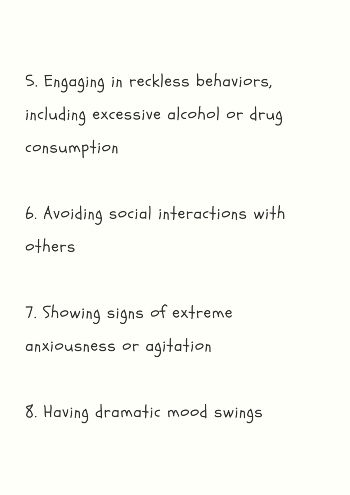 5. Engaging in reckless behaviors,
including excessive alcohol or drug
consumption
6. Avoiding social interactions with
others
7. Showing signs of extreme
anxiousness or agitation
8. Having dramatic mood swings